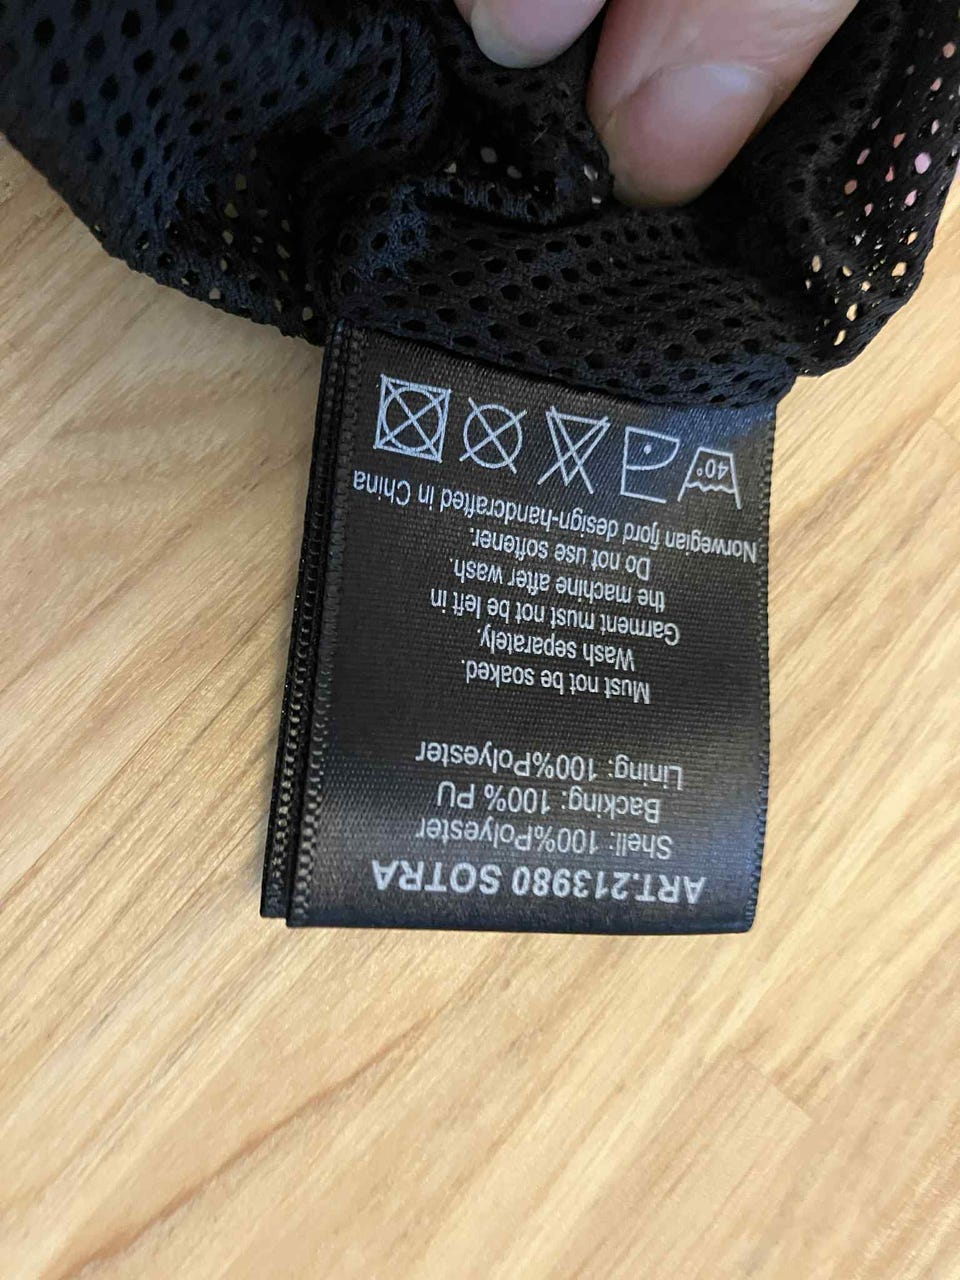 ART.213980 SOTRA
Shell: 100%Polyester
Backing: 100% PU
Lining: 100%Polyester
Must not be soaked.
Wash separately.
Garment must not be left in
the machine after wash.
Do not use softener.
Norwegian fjord design-handcrafted in China
40°